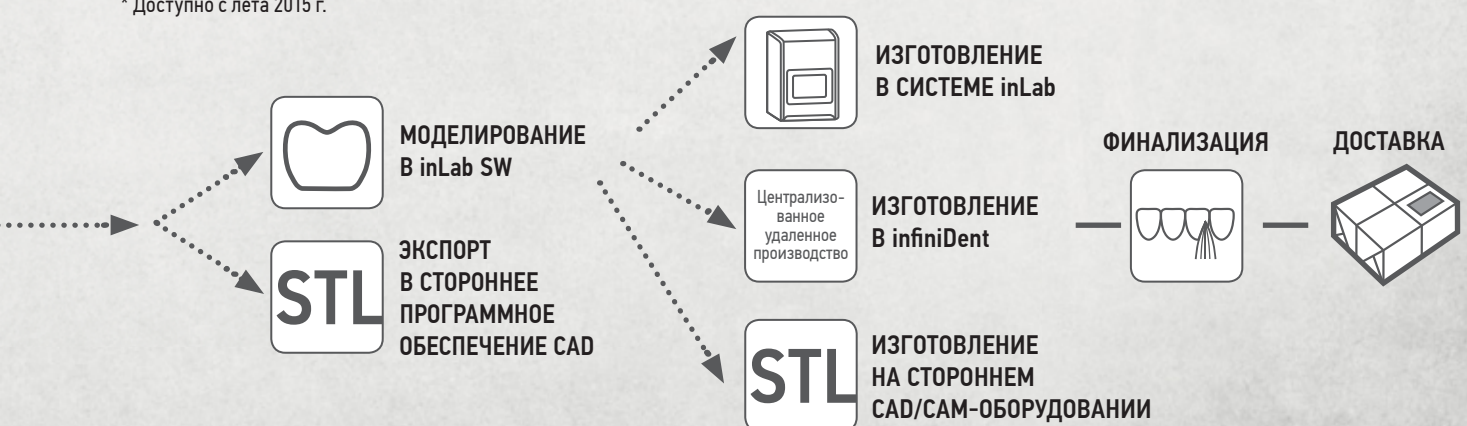 * Доступно с лета 2015 г.
МОДЕЛИРОВАНИЕ
В inLab SW
STL
ЭКСПОРТ
В СТОРОННЕЕ
ПРОГРАММНОЕ
ОБЕСПЕЧЕНИЕ CAD
ИЗГОТОВЛЕНИЕ
В СИСТЕМЕ inLab
Централизо-
ванное
удаленное
производство
ИЗГОТОВЛЕНИЕ
В infiniDent
STL
ИЗГОТОВЛЕНИЕ
НА СТОРОННЕМ
CAD/CAM-ОБОРУДОВАНИИ
ФИНАЛИЗАЦИЯ
ДОСТАВКА